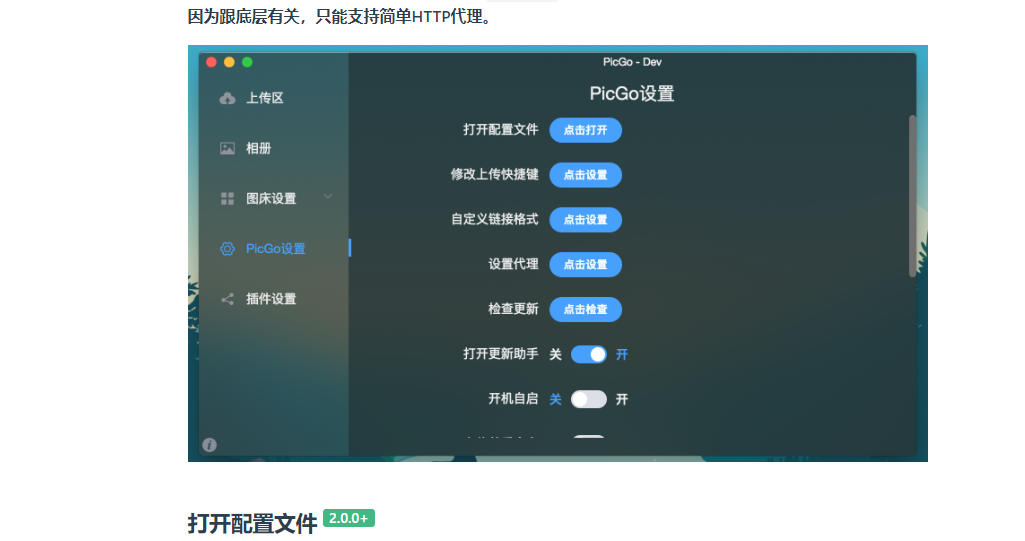 因为跟底层有关，只能支持简单HTTP代理。
PicGo - Dev
PicGo设置
上传区
相册
图床设置
PicGo设置
插件设置
打开配置文件 点击打开
修改上传快捷键 点击设置
自定义链接格式 点击设置
设置代理 点击设置
检查更新 点击检查
打开更新助手 关 开
开机自启 关 开
打开配置文件 2.0.0+